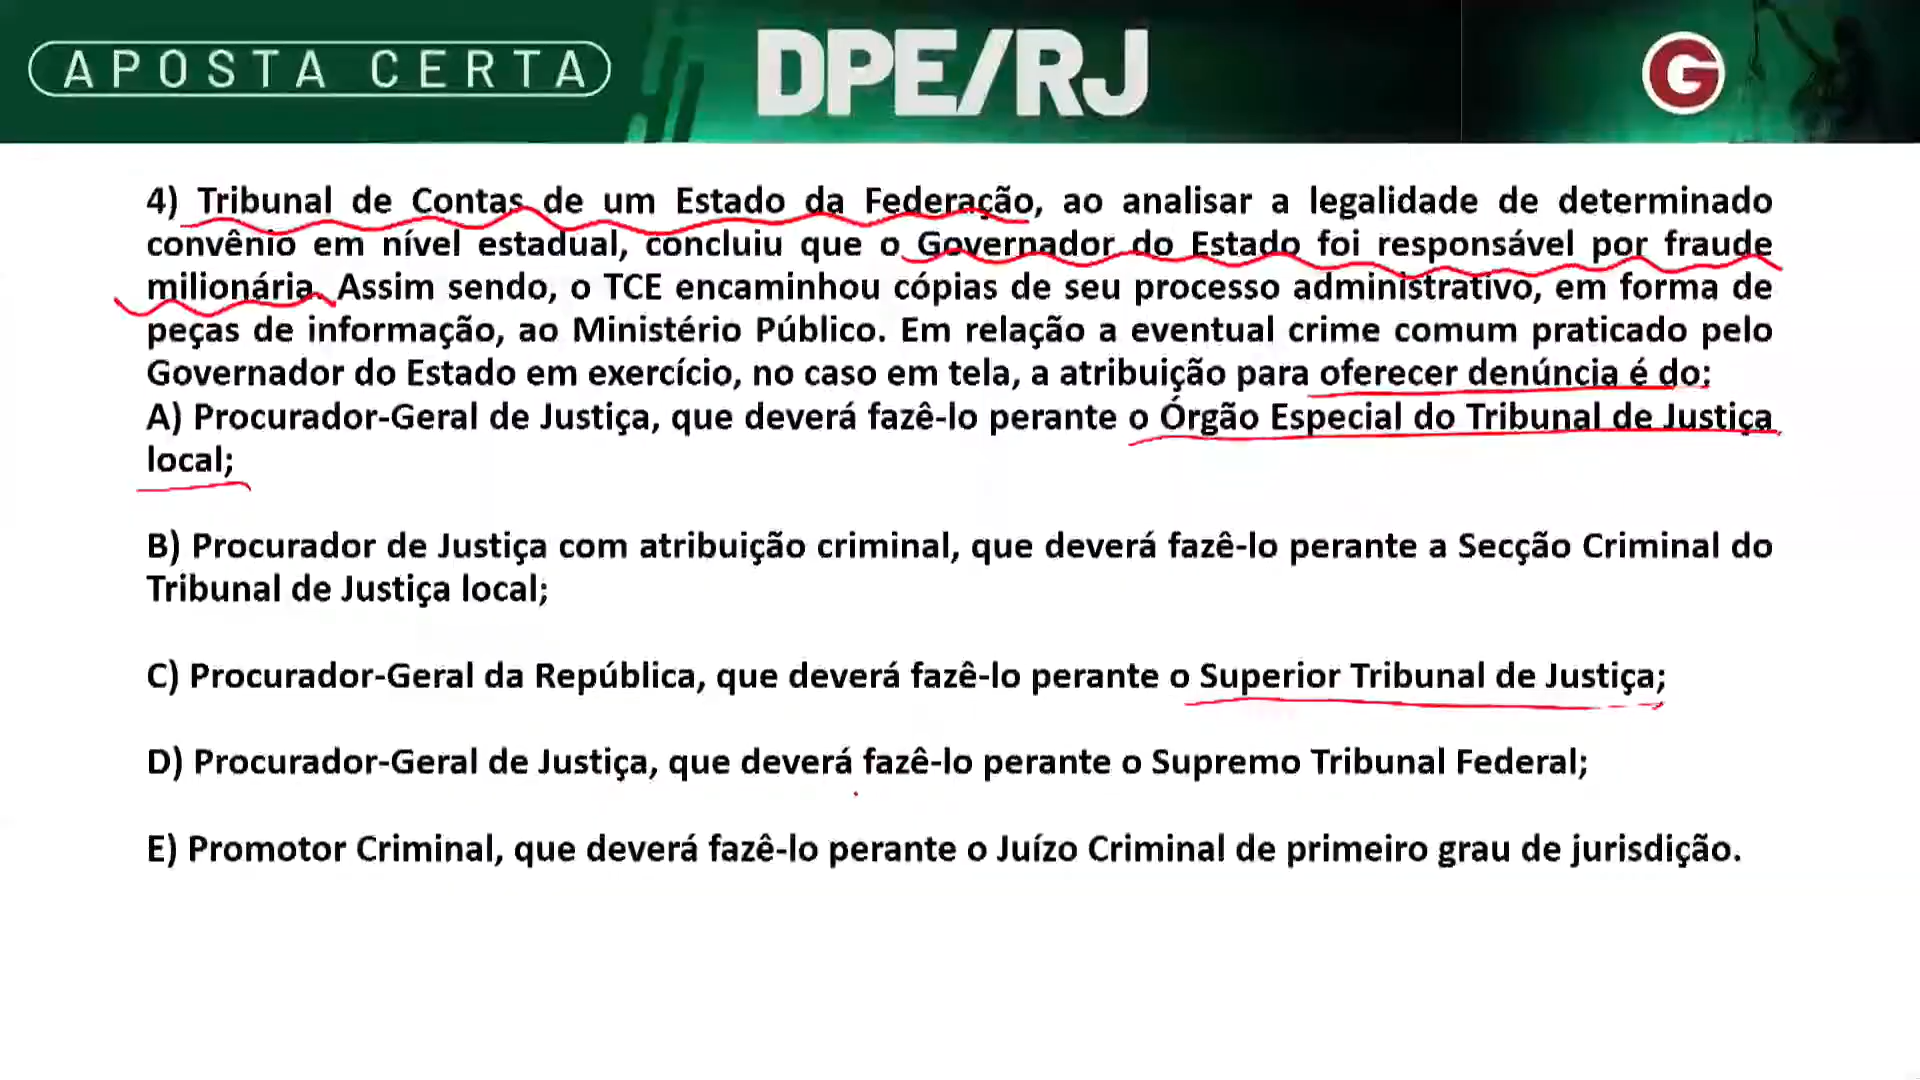 APOSTA CERTA
DPE/RJ
G
4) Tribunal de Contas de um Estado da Federação, ao analisar a legalidade de determinado
convênio em nível estadual, concluiu que o Governador do Estado foi responsável por fraude
milionária. Assim sendo, o TCE encaminhou cópias de seu processo administrativo, em forma de
peças de informação, ao Ministério Público. Em relação a eventual crime comum praticado pelo
Governador do Estado em exercício, no caso em tela, a atribuição para oferecer denúncia é do:
A) Procurador-Geral de Justiça, que deverá fazê-lo perante o Órgão Especial do Tribunal de Justiça
local;
B) Procurador de Justiça com atribuição criminal, que deverá fazê-lo perante a Secção Criminal do
Tribunal de Justiça local;
C) Procurador-Geral da República, que deverá fazê-lo perante o Superior Tribunal de Justiça;
D) Procurador-Geral de Justiça, que deverá fazê-lo perante o Supremo Tribunal Federal;
E) Promotor Criminal, que deverá fazê-lo perante o Juízo Criminal de primeiro grau de jurisdição.